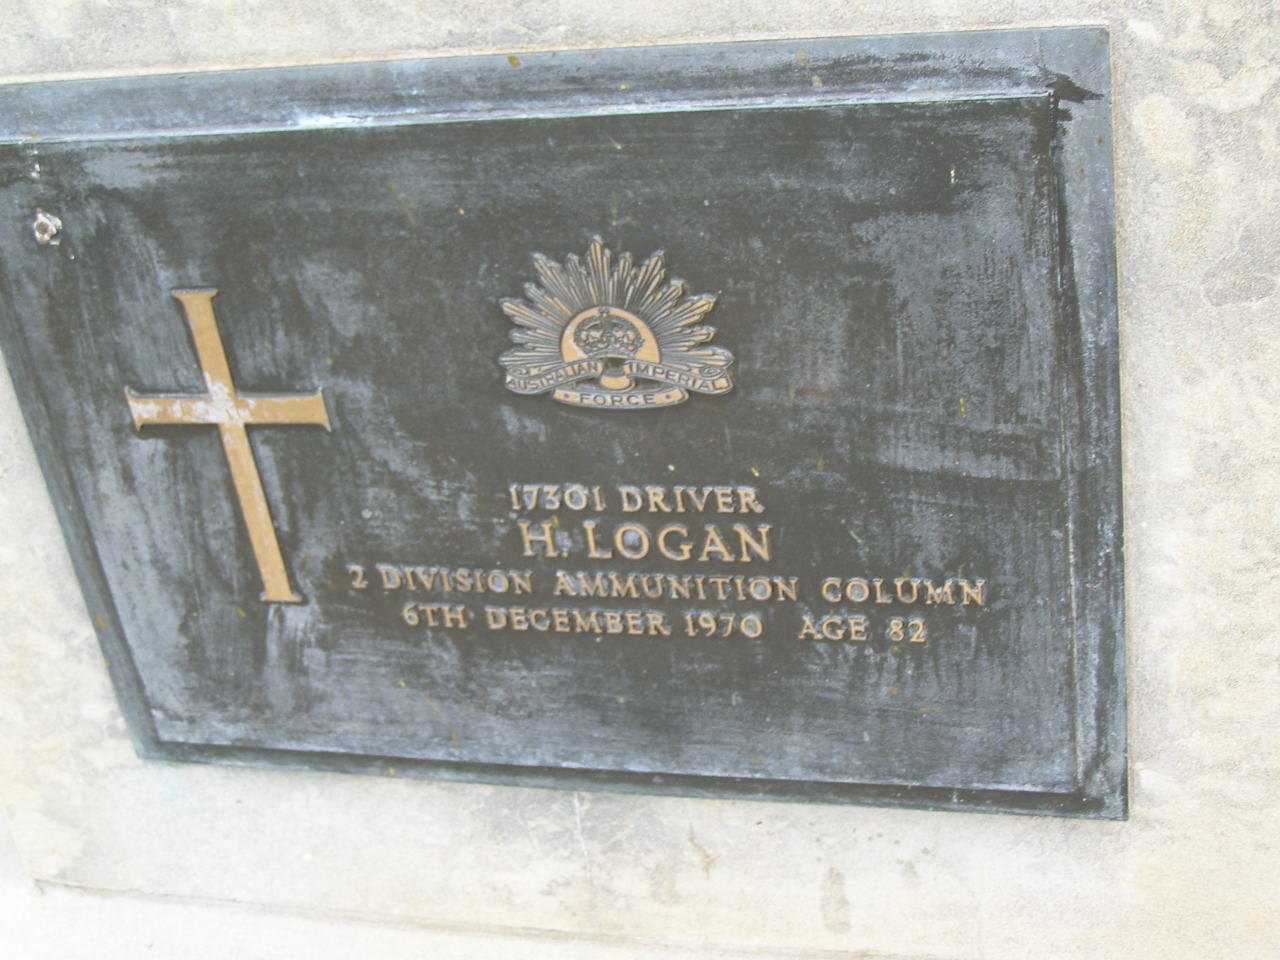 AUSTRALIAN IMPERIAL
FORCE
17301 DRIVER
H. LOGAN
2 DIVISION AMMUNITION COLUMN
6TH DECEMBER 1970 AGE 82